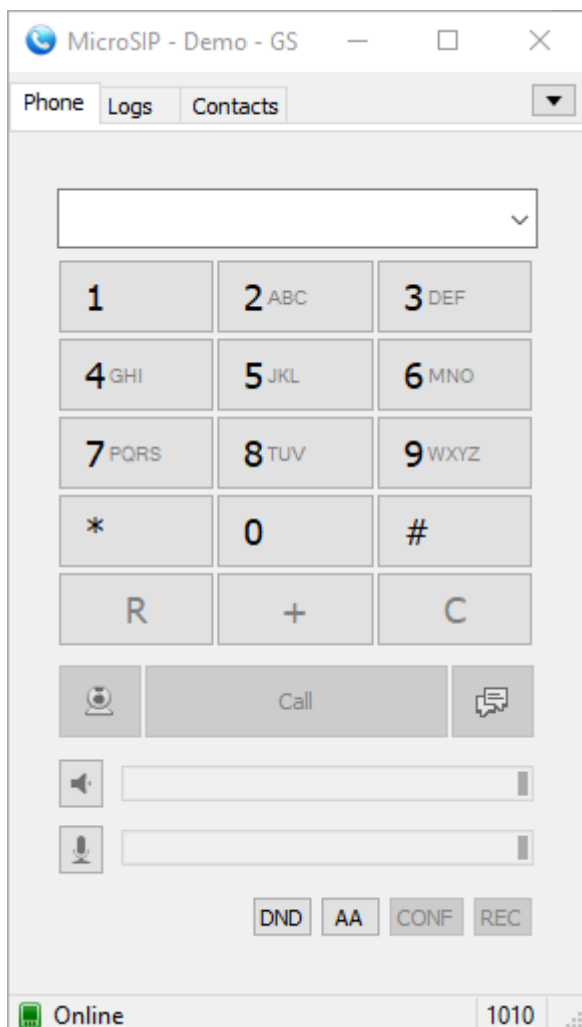 MicroSIP - Demo - GS
Phone Logs Contacts
1 2 ABC 3 DEF
4 GHI 5 JKL 6 MNO
7 PQRS 8 TUV 9 WXYZ
* 0 #
R + C
Call
DND AA CONF REC
Online 1010